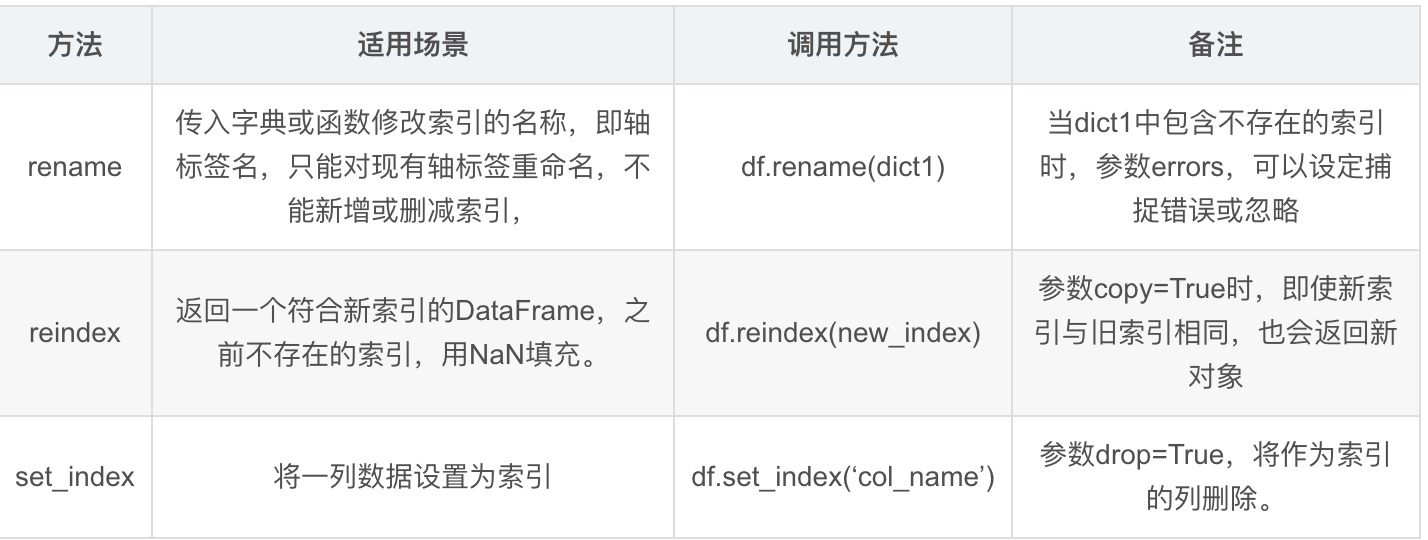 方法 适用场景 调用方法 备注
rename
传入字典或函数修改索引的名称，即轴
标签名，只能对现有轴标签重命名，不
能新增或删减索引，
df.rename(dict1)
当dict1中包含不存在的索引
时，参数errors，可以设定捕
捉错误或忽略
reindex
返回一个符合新索引的DataFrame，之
前不存在的索引，用NaN填充。
df.reindex(new_index)
参数copy=True时，即使新索
引与旧索引相同，也会返回新
对象
set_index
将一列数据设置为索引
df.set_index(‘col_name’)
参数drop=True，将作为索引
的列删除。